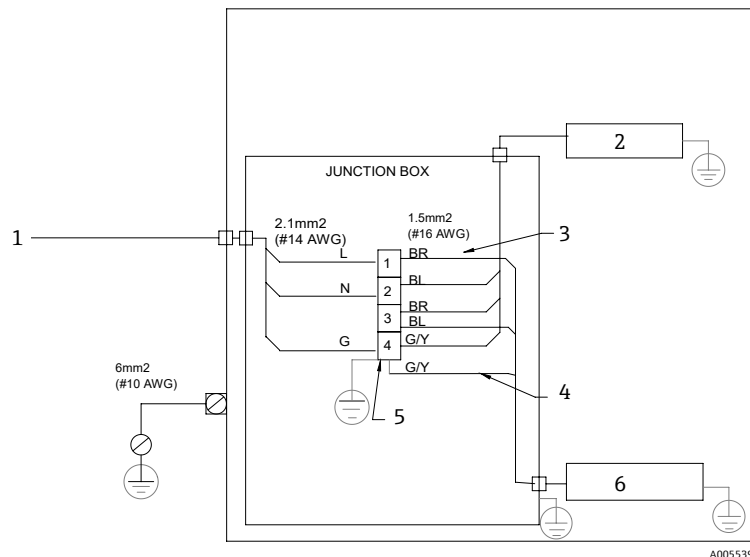 2
JUNCTION BOX
1
2.1mm2
(#14 AWG)
1.5mm2
(#16 AWG)
3
L
1
BR
BL
N
2
BR
3
BL
G
4
G/Y
G/Y
4
5
6mm2
(#10 AWG)
6
A005539